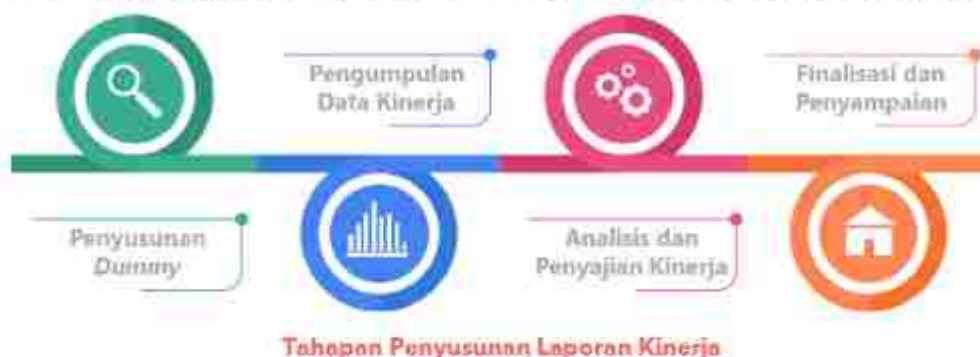 Pengumpulan
Data Kinerja
Finalisasi dan
Penyampaian
Penyusunan
Dummy
Analisis dan
Penyajian Kinerja
Tahapan Penyusunan Laporan Kinerja